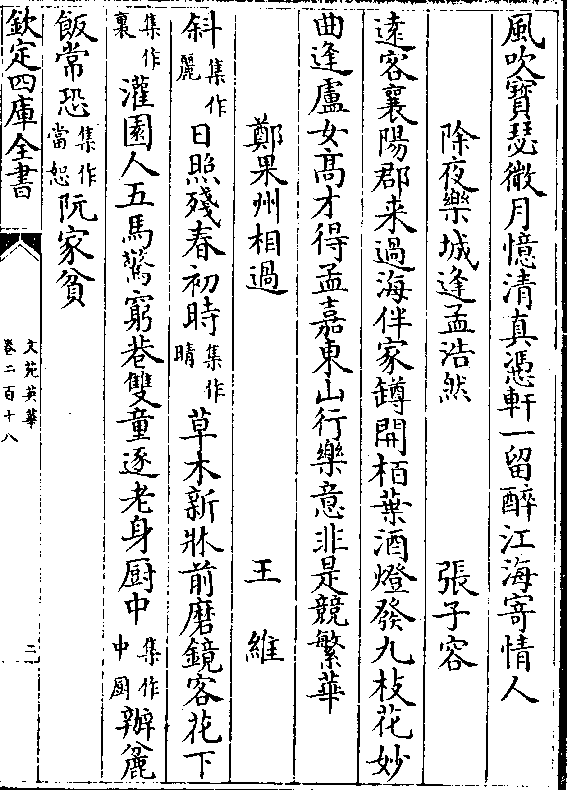 風吹寶瑟微月憶清真憑軒一留醉江海寄情人
除夜樂城逢孟浩然 張子容
遠客襄陽郡来過海伴家鐏開栢葉酒燈發九枝花妙
曲逢盧女髙才得孟嘉東山行樂意非是競繁華
鄭果州相過 王維
斜集作麗日照殘春初時集作晴草木新牀前磨鏡客花下
集作裏灌園人五馬驚窮巷雙童逐老身厨中集作中厨辦麄
飯常恐集作當恕阮家貧
欽定四庫全書
文苑英華
卷二百十八
二